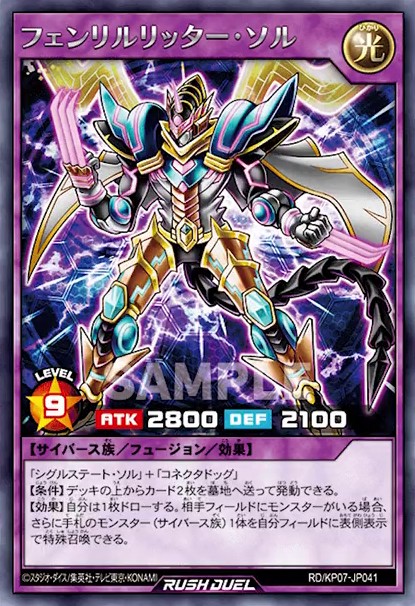 フェンリルリッター・ソル
ひかり
光
SAMPLE
LEVEL
9
ATK 2800 DEF 2100
【サイバース族/フュージョン/効果】
「シグルステート・ソル」+「コネクタドッグ」
【条件】デッキの上からカード2枚を墓地へ送って発動できる。
【効果】自分は1枚ドローする。相手フィールドにモンスターがいる場合、
さらに手札のモンスター(サイバース族)1体を自分フィールドに表側表示
で特殊召喚できる。
©スタジオ・ダイス/集英社・テレビ東京・KONAMI
RUSH DUEL
RD/KP07-JP041